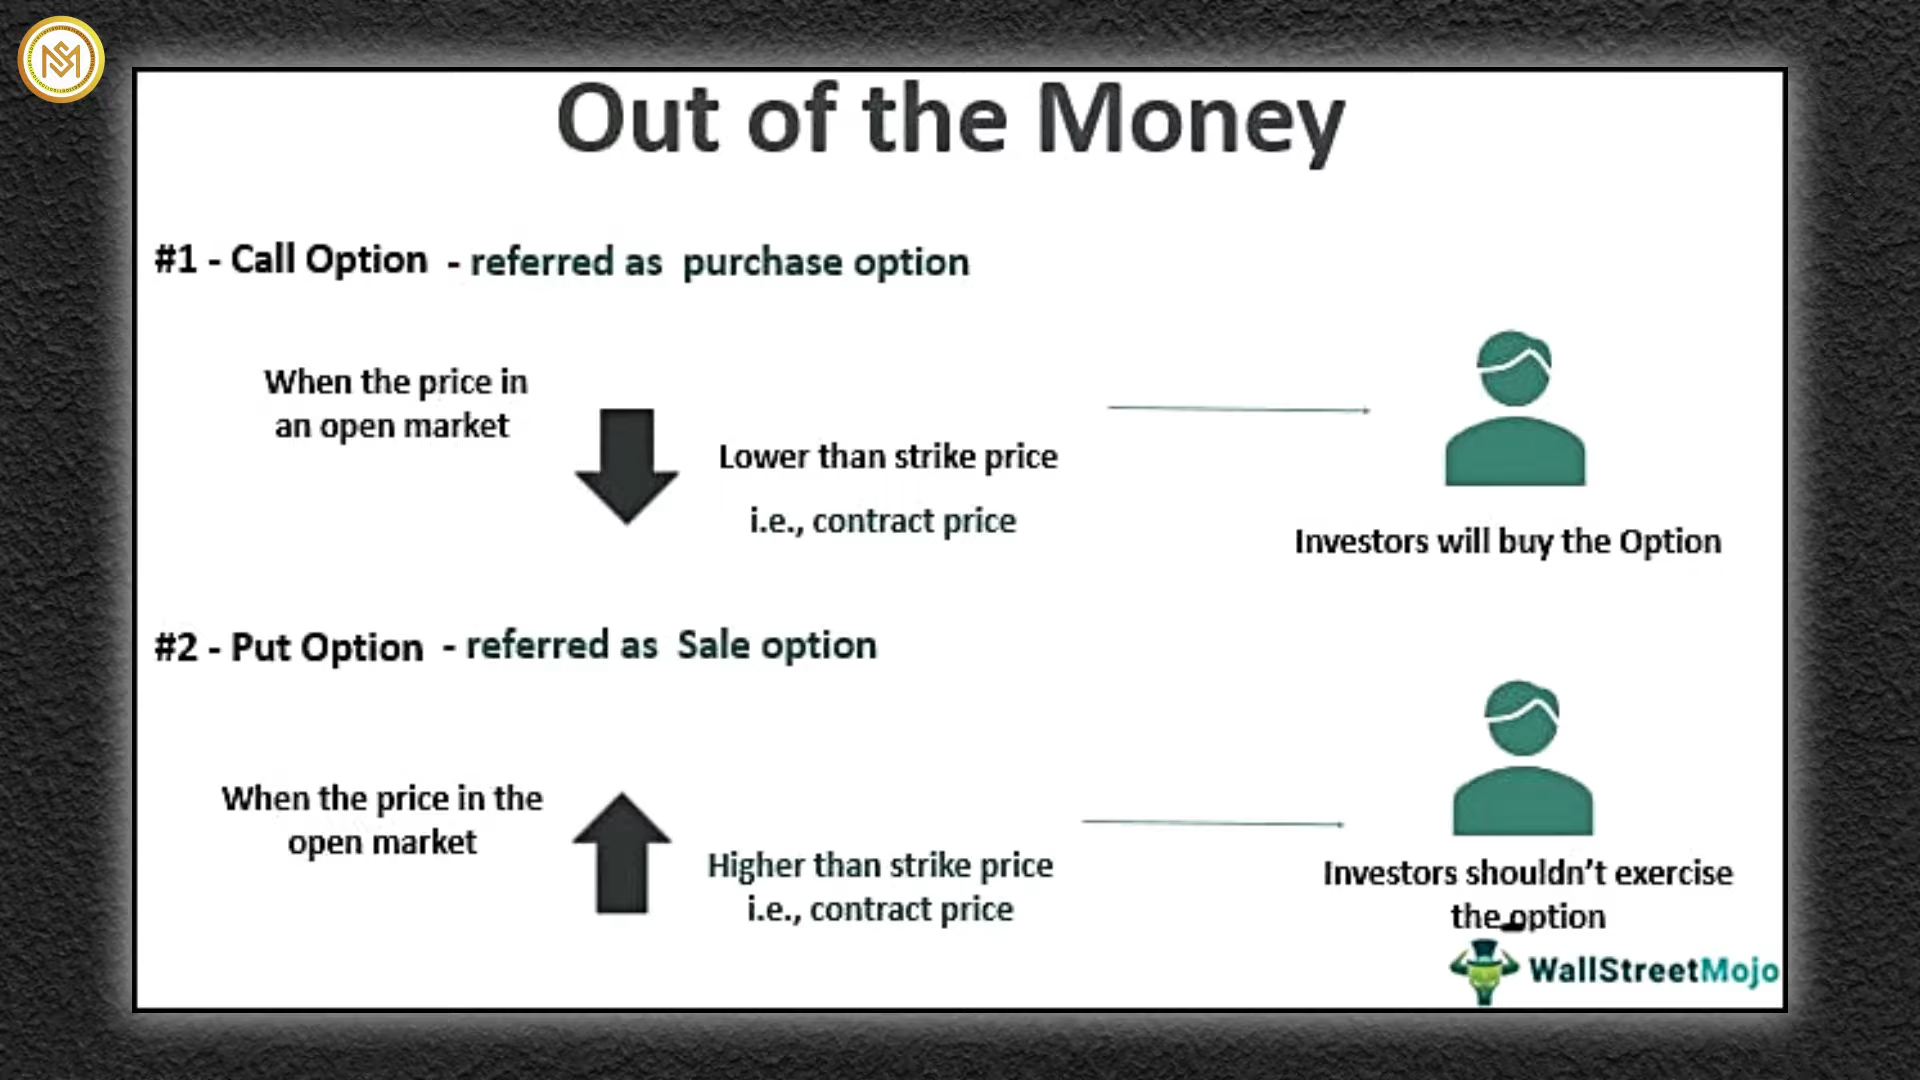 Out of the Money
#1 - Call Option - referred as purchase option
When the price in
an open market
Lower than strike price
i.e., contract price
Investors will buy the Option
#2 - Put Option - referred as Sale option
When the price in the
open market
Higher than strike price
i.e., contract price
Investors shouldn't exercise
the option
WallStreetMojo